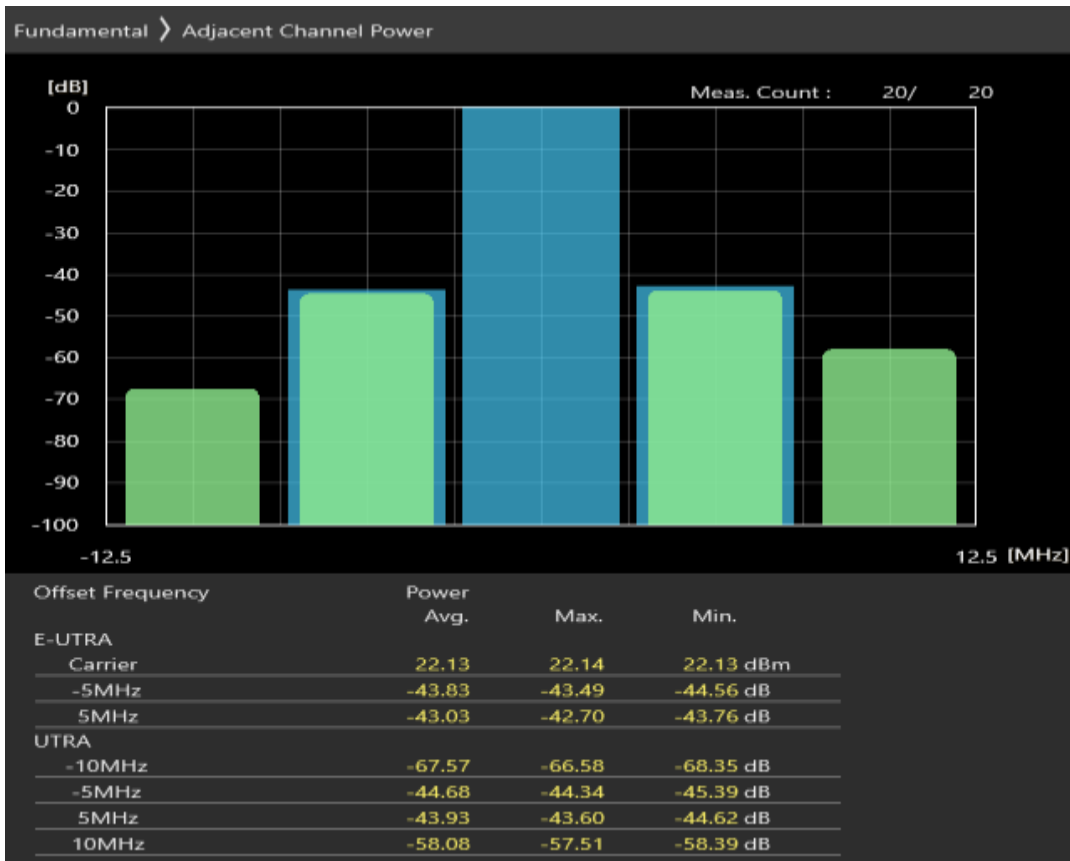 Fundamental ❯ Adjacent Channel Power
[dB]
Meas. Count : 20/ 20
0
-10
-20
-30
-40
-50
-60
-70
-80
-90
-100
-12.5 12.5 [MHz]
Offset Frequency Power
Avg. Max. Min.
E-UTRA
Carrier 22.13 22.14 22.13 dBm
-5MHz -43.83 -43.49 -44.56 dB
5MHz -43.03 -42.70 -43.76 dB
UTRA
-10MHz -67.57 -66.58 -68.35 dB
-5MHz -44.68 -44.34 -45.39 dB
5MHz -43.93 -43.60 -44.62 dB
10MHz -58.08 -57.51 -58.39 dB